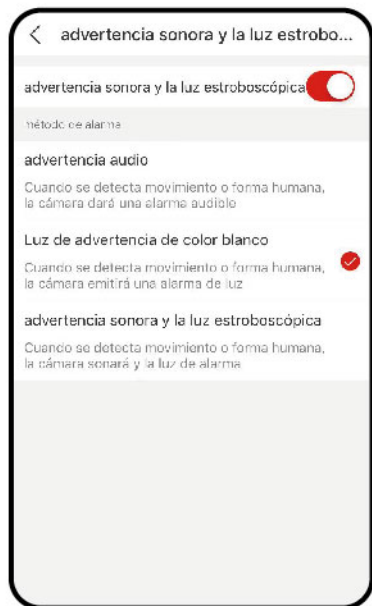 advertencia sonora y la luz estrobo...
advertencia sonora y la luz estroboscópica
método de alarma
advertencia audio
Cuando se detecta movimiento o forma humana,
la cámara dará una alarma audible
Luz de advertencia de color blanco
Cuando se detecta movimiento o forma humana,
la cámara emitirá una alarma de luz
advertencia sonora y la luz estroboscópica
Cuando se detecta movimiento o forma humana,
la cámara sonará y la luz de alarma